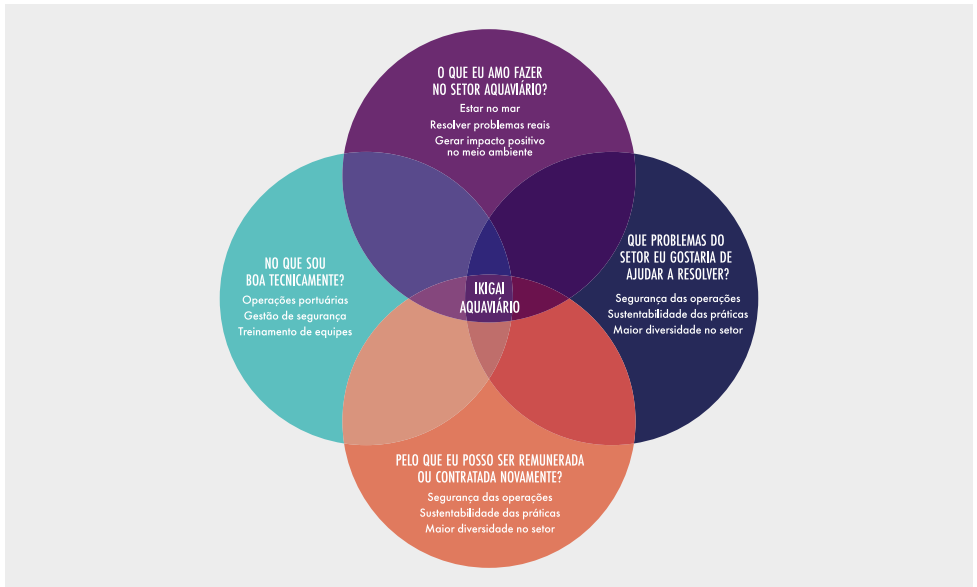 O QUE EU AMO FAZER
NO SETOR AQUAVIÁRIO?
Estar no mar
Resolver problemas reais
Gerar impacto positivo
no meio ambiente
NO QUE SOU
BOA TECNICAMENTE?
Operações portuárias
Gestão de segurança
Treinamento de equipes
IKIGAI
AQUAVIÁRIO
QUE PROBLEMAS DO
SETOR EU GOSTARIA DE
AJUDAR A RESOLVER?
Segurança das operações
Sustentabilidade das práticas
Maior diversidade no setor
PELO QUE EU POSSO SER REMUNERADA
OU CONTRATADA NOVAMENTE?
Segurança das operações
Sustentabilidade das práticas
Maior diversidade no setor